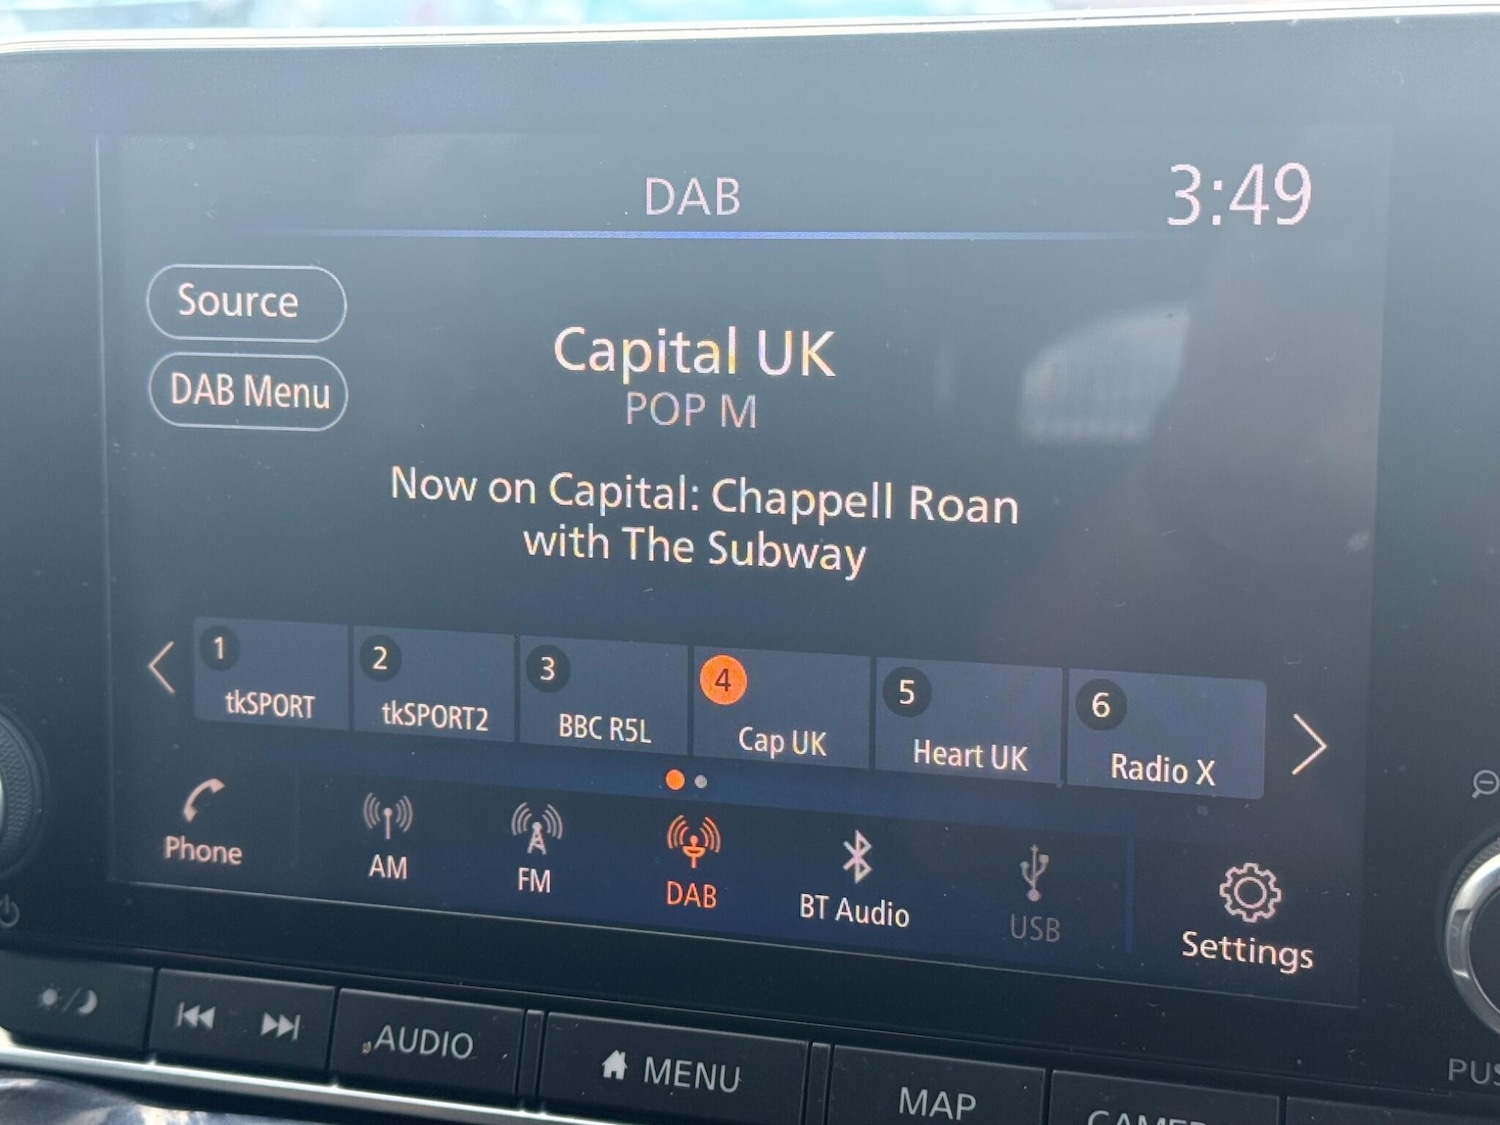 DAB
3:49
Source
DAB Menu
Capital UK
POP M
Now on Capital: Chappell Roan
with The Subway
1
tkSPORT
2
tkSPORT2
3
BBC R5L
4
Cap UK
5
Heart UK
6
Radio X
Phone
AM
FM
DAB
BT Audio
USB
Settings
AUDIO
MENU
MAP